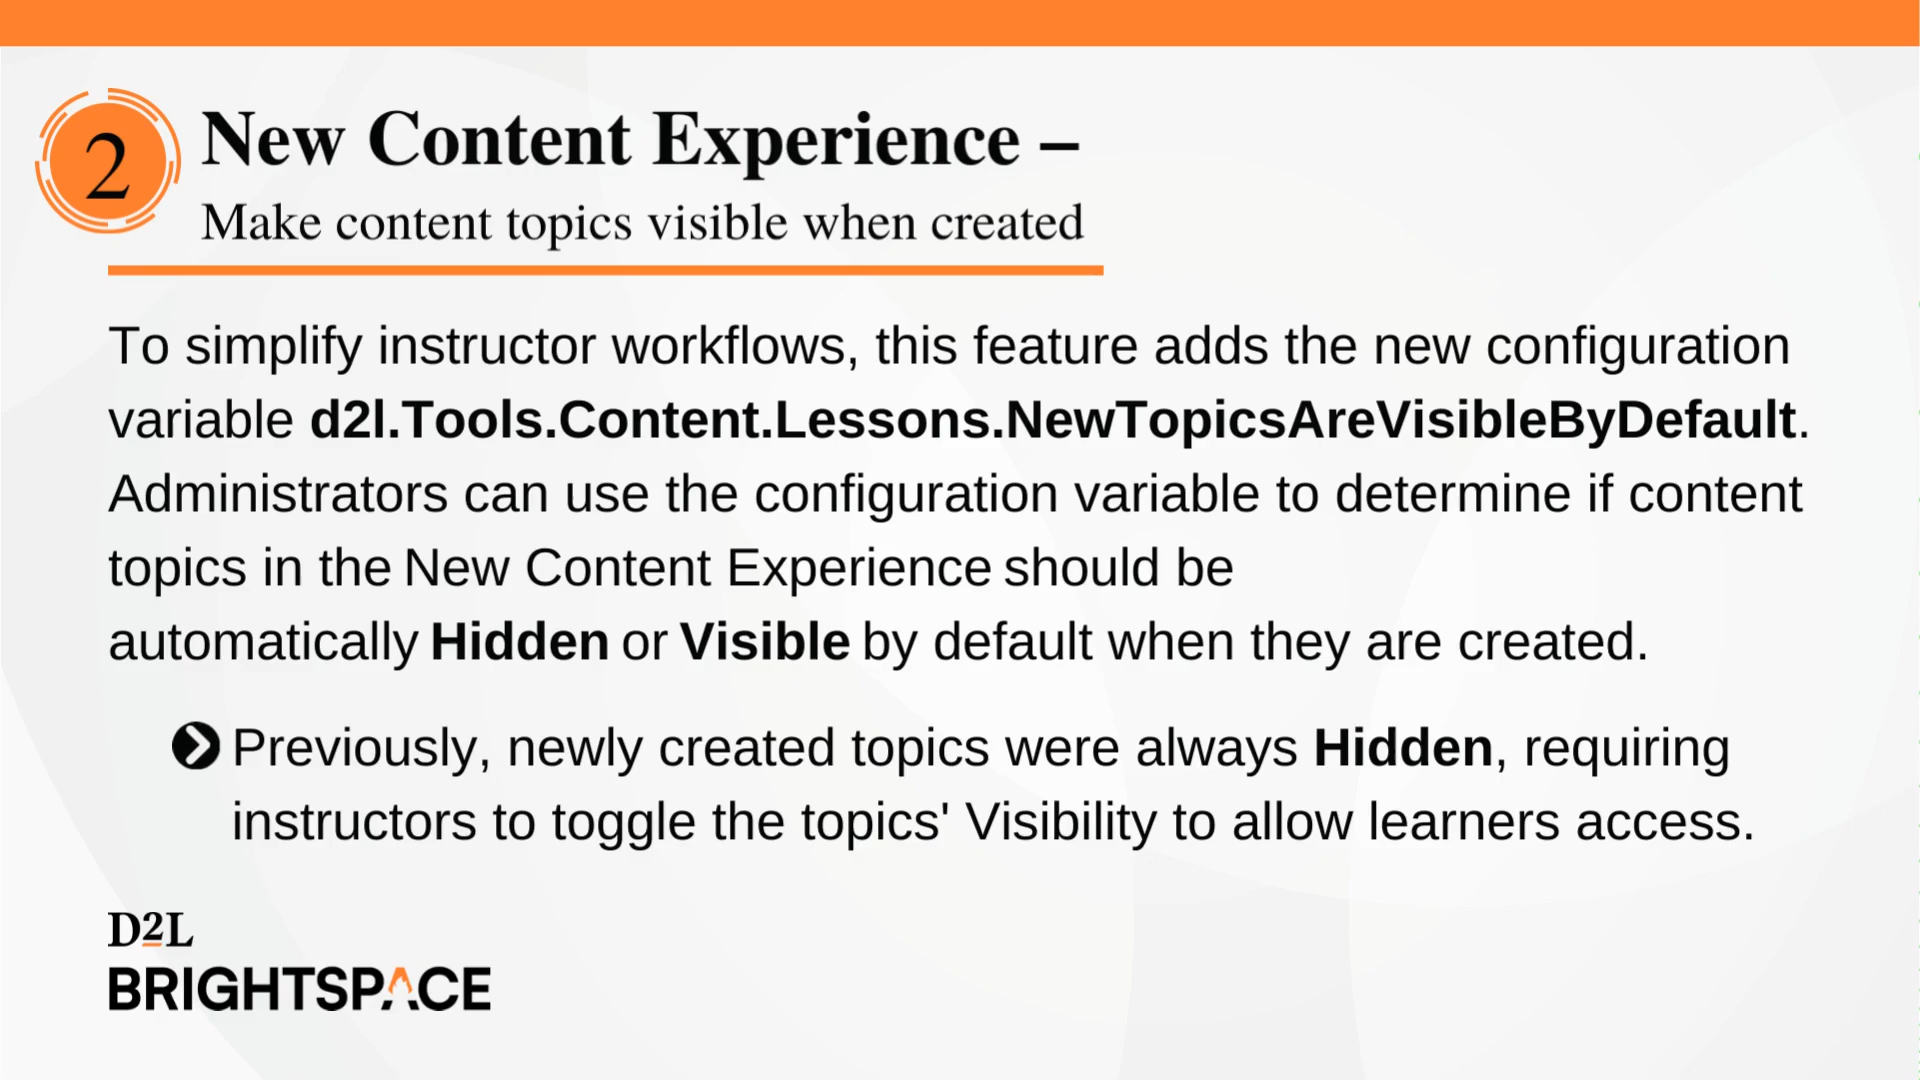 2
New Content Experience –
Make content topics visible when created
To simplify instructor workflows, this feature adds the new configuration
variable d2l.Tools.Content.Lessons.NewTopicsAreVisibleByDefault.
Administrators can use the configuration variable to determine if content
topics in the New Content Experience should be
automatically Hidden or Visible by default when they are created.
Previously, newly created topics were always Hidden, requiring
instructors to toggle the topics' Visibility to allow learners access.
D2L
BRIGHTSPACE